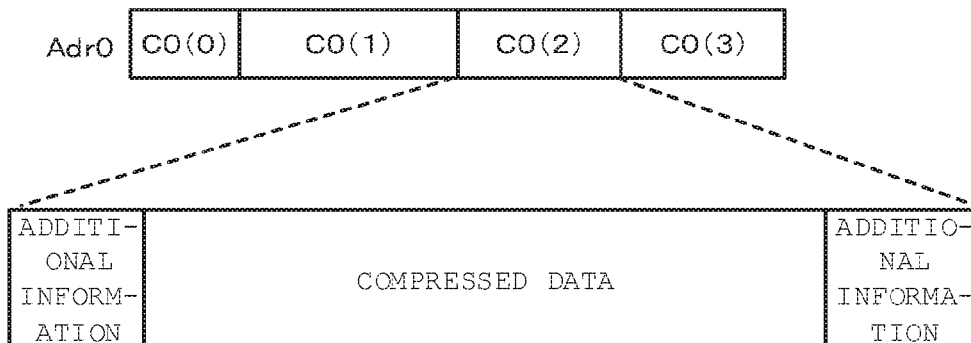 Adr0 C0(0) C0(1) C0(2) C0(3)
ADDITI-
ONAL
INFORM-
ATION
COMPRESSED DATA
ADDITIO-
NAL
INFORMA-
TION